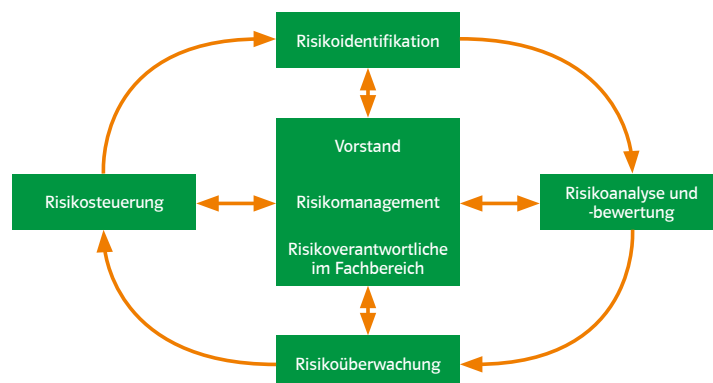 Risikoidentifikation
Vorstand
Risikosteuerung
Risikomanagement
Risikoanalyse und
-bewertung
Risikoverantwortliche
im Fachbereich
Risikoüberwachung